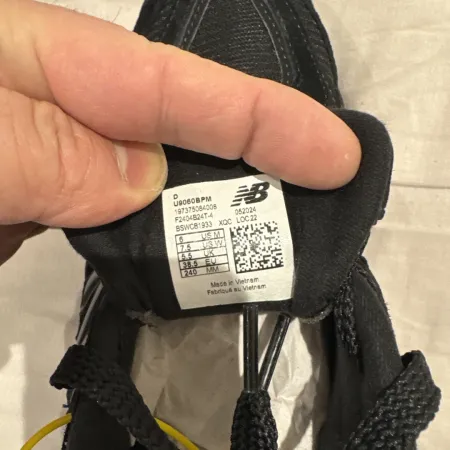 D
U9060BPM
197375084008
F2404B24T-4
BSWCB1933 XQC LOC22
NB
052024
6 US M
7.5 US W
5.5 UK
38.5 EU
240 MM
Made in Vietnam
Fabriqué au Vietnam